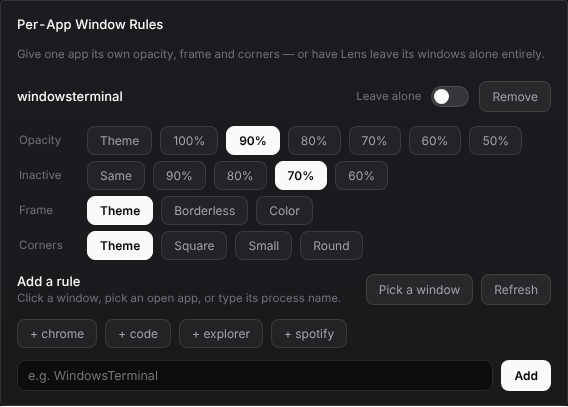 Per-App Window Rules
Give one app its own opacity, frame and corners — or have Lens leave its windows alone entirely.
windowsterminal Leave alone Remove
Opacity Theme 100% 90% 80% 70% 60% 50%
Inactive Same 90% 80% 70% 60%
Frame Theme Borderless Color
Corners Theme Square Small Round
Add a rule
Click a window, pick an open app, or type its process name. Pick a window Refresh
+ chrome + code + explorer + spotify
e.g. WindowsTerminal Add